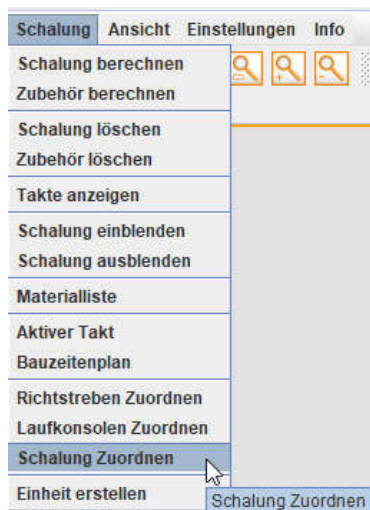 Schalung Ansicht Einstellungen Info
Schalung berechnen
Zubehör berechnen
Schalung löschen
Zubehör löschen
Takte anzeigen
Schalung einblenden
Schalung ausblenden
Materialliste
Aktiver Takt
Bauzeitenplan
Richtstreben Zuordnen
Laufkonsolen Zuordnen
Schalung Zuordnen
Einheit erstellen
Schalung Zuordnen